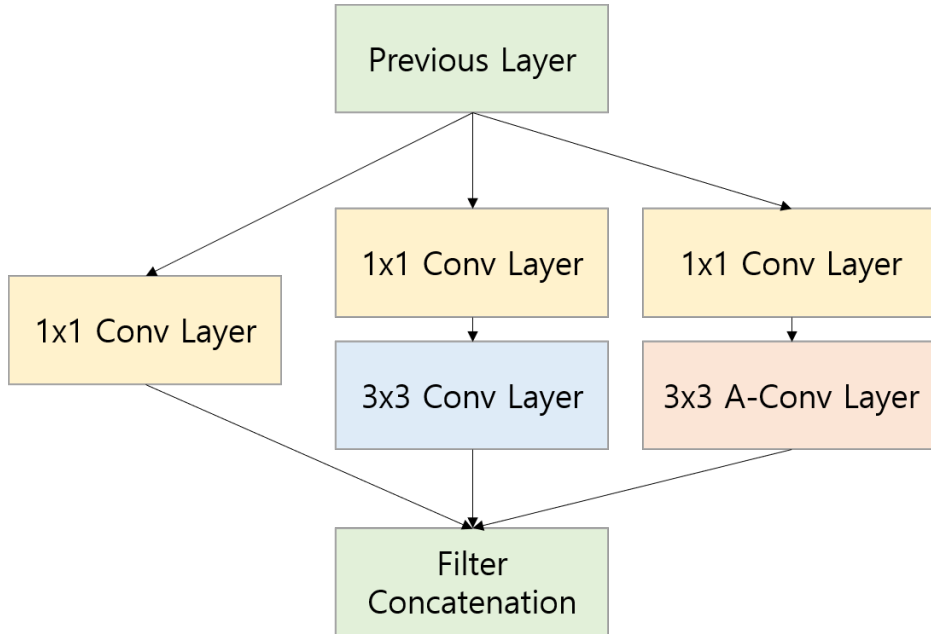 Previous Layer
1x1 Conv Layer
1x1 Conv Layer
1x1 Conv Layer
3x3 Conv Layer
3x3 A-Conv Layer
Filter
Concatenation